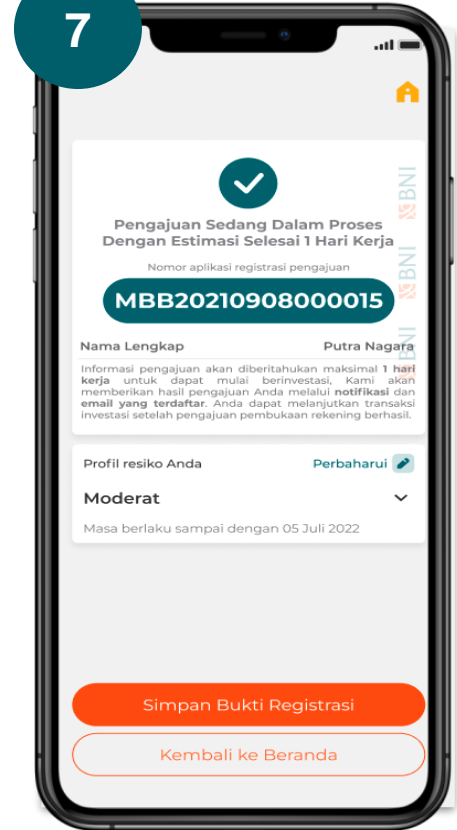 7
BNI
BNI
BNI
Pengajuan Sedang Dalam Proses
Dengan Estimasi Selesai 1 Hari Kerja
Nomor aplikasi registrasi pengajuan
MBB20210908000015
Nama Lengkap Putra Nagara
Informasi pengajuan akan diberitahukan maksimal 1 hari
kerja untuk dapat mulai berinvestasi, Kami akan
memberikan hasil pengajuan Anda melalui notifikasi dan
email yang terdaftar. Anda dapat melanjutkan transaksi
investasi setelah pengajuan pembukaan rekening berhasil.
Profil resiko Anda Perbaharui
Moderat
Masa berlaku sampai dengan 05 Juli 2022
Simpan Bukti Registrasi
Kembali ke Beranda